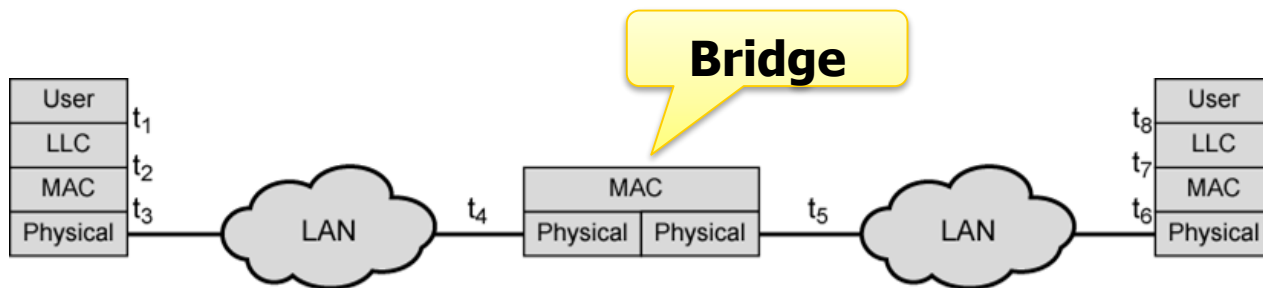 Bridge
User
t1
LLC
t2
MAC
t3
Physical
LAN
t4
MAC
Physical Physical
t5
LAN
User
t8
LLC
t7
MAC
t6
Physical